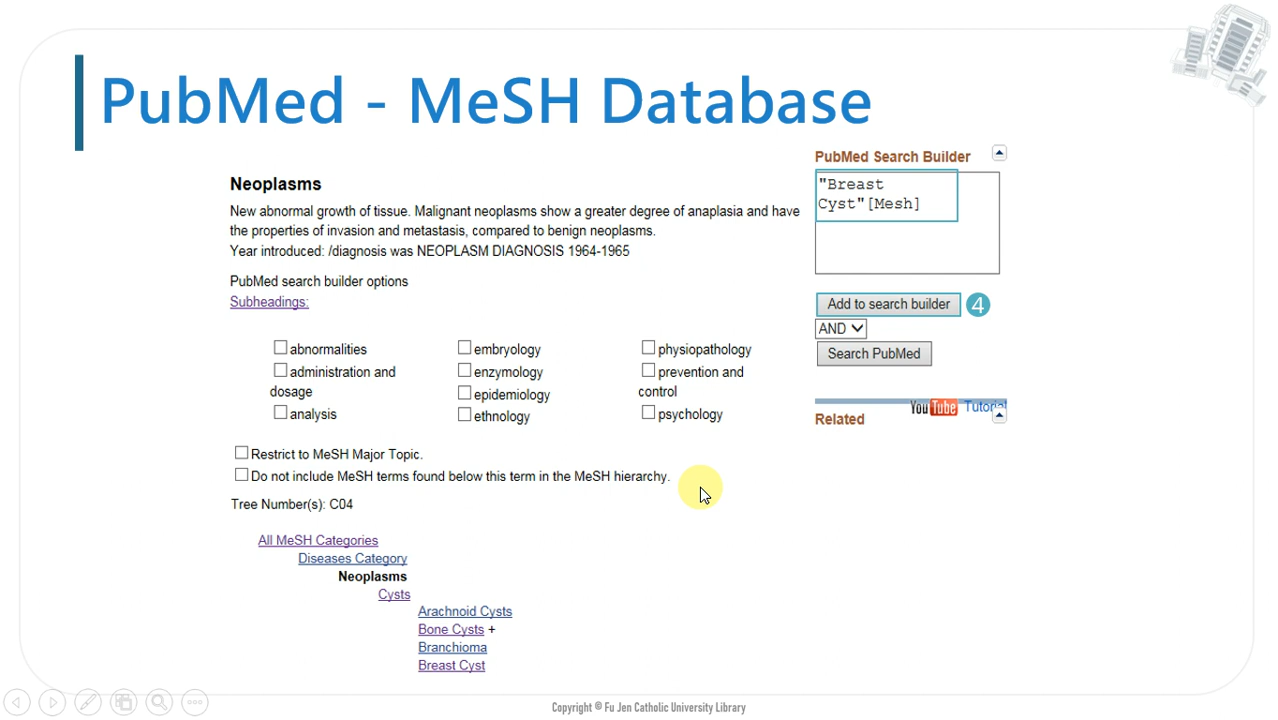 PubMed - MeSH Database
Neoplasms
New abnormal growth of tissue. Malignant neoplasms show a greater degree of anaplasia and have
the properties of invasion and metastasis, compared to benign neoplasms.
Year introduced: /diagnosis was NEOPLASM DIAGNOSIS 1964-1965
PubMed search builder options
Subheadings:
abnormalities
administration and
dosage
analysis
embryology
enzymology
epidemiology
ethnology
physiopathology
prevention and
control
psychology
Restrict to MeSH Major Topic.
Do not include MeSH terms found below this term in the MeSH hierarchy.
Tree Number(s): C04
All MeSH Categories
Diseases Category
Neoplasms
Cysts
Arachnoid Cysts
Bone Cysts +
Branchioma
Breast Cyst
PubMed Search Builder
"Breast
Cyst"[Mesh]
Add to search builder 4
AND
Search PubMed
YouTube Tutorial
Related
Copyright © Fu Jen Catholic University Library